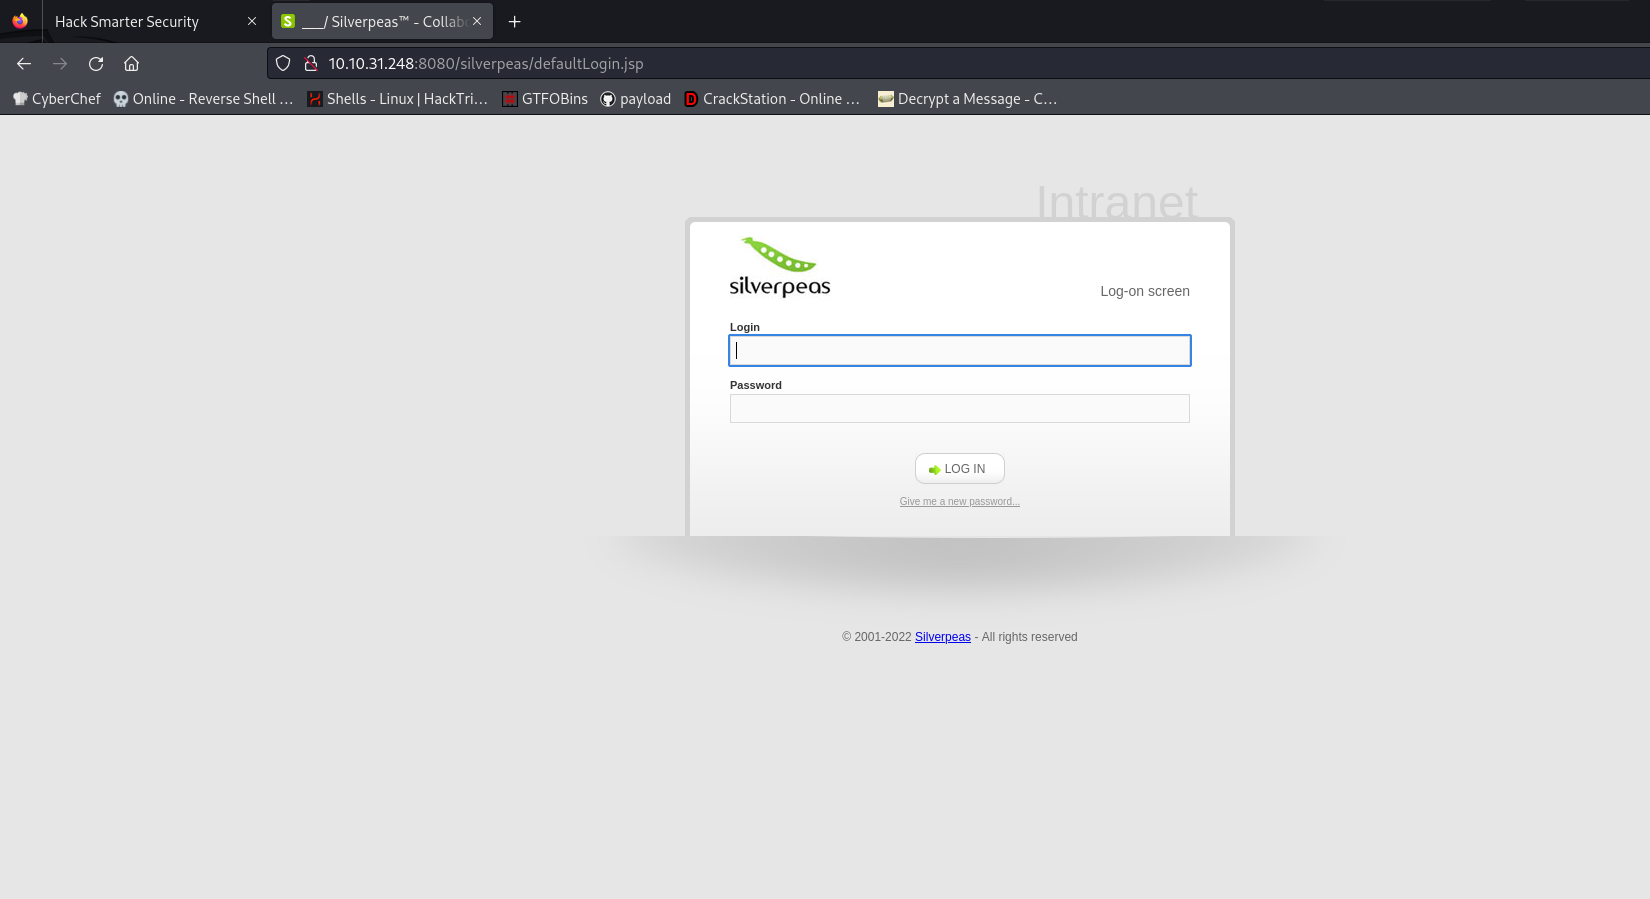 Hack Smarter Security
___/ Silverpeas™ - Collab
10.10.31.248:8080/silverpeas/defaultLogin.jsp
CyberChef Online - Reverse Shell … Shells - Linux | HackTri… GTFOBins payload CrackStation - Online … Decrypt a Message - C…
Intranet
silverpeas
Log-on screen
Login
Password
LOG IN
Give me a new password...
© 2001-2022 Silverpeas - All rights reserved